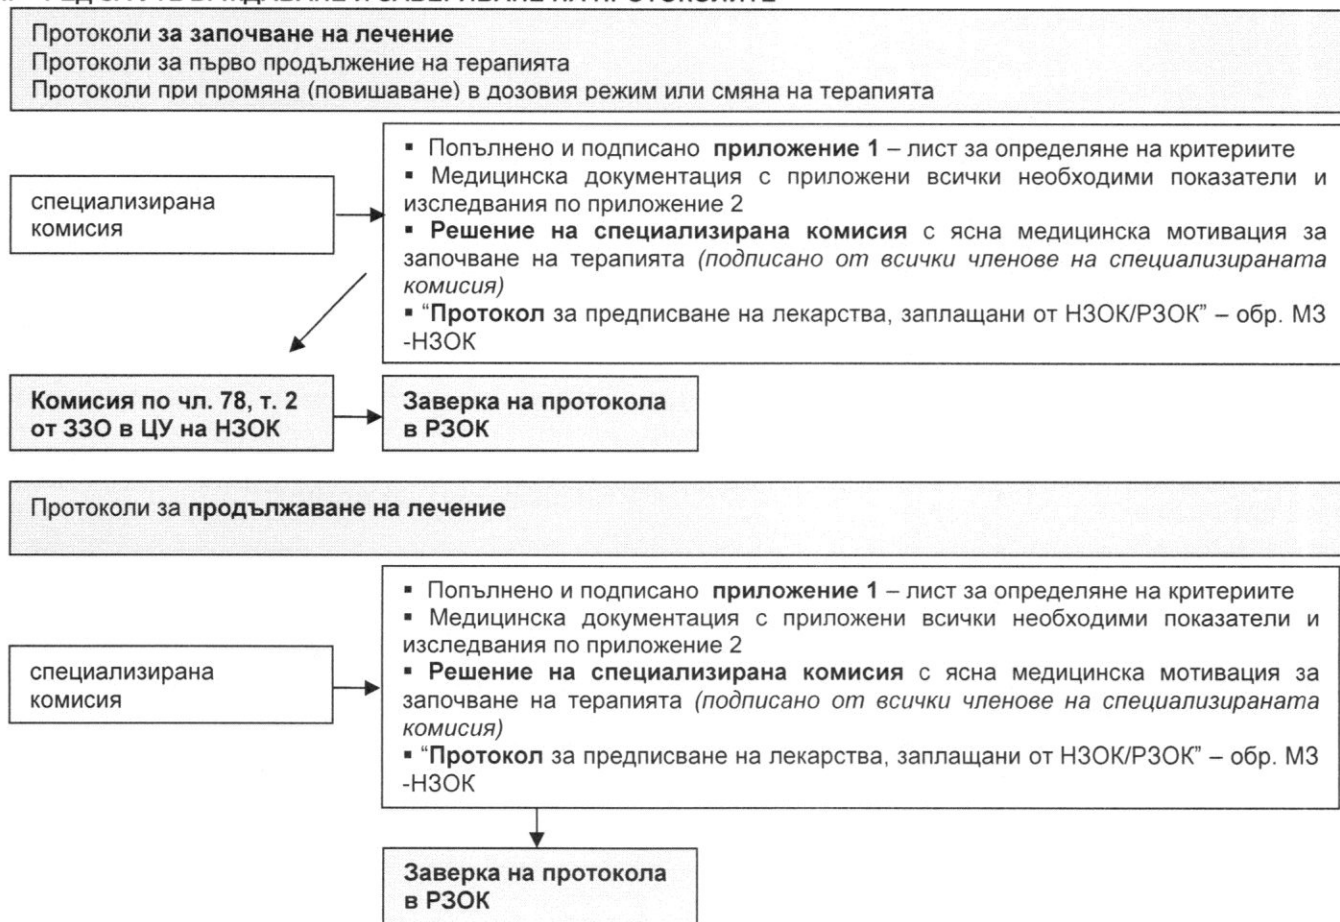 Протоколи за започване на лечение
Протоколи за първо продължение на терапията
Протоколи при промяна (повишаване) в дозовия режим или смяна на терапията
специализирана
комисия
▪ Попълнено и подписано приложение 1 – лист за определяне на критериите
▪ Медицинска документация с приложени всички необходими показатели и
изследвания по приложение 2
▪ Решение на специализирана комисия с ясна медицинска мотивация за
започване на терапията (подписано от всички членове на специализираната
комисия)
▪ “Протокол за предписване на лекарства, заплащани от НЗОК/РЗОК” – обр. МЗ
-НЗОК
Комисия по чл. 78, т. 2
от ЗЗО в ЦУ на НЗОК
Заверка на протокола
в РЗОК
Протоколи за продължаване на лечение
специализирана
комисия
▪ Попълнено и подписано приложение 1 – лист за определяне на критериите
▪ Медицинска документация с приложени всички необходими показатели и
изследвания по приложение 2
▪ Решение на специализирана комисия с ясна медицинска мотивация за
започване на терапията (подписано от всички членове на специализираната
комисия)
▪ “Протокол за предписване на лекарства, заплащани от НЗОК/РЗОК” – обр. МЗ
-НЗОК
Заверка на протокола
в РЗОК